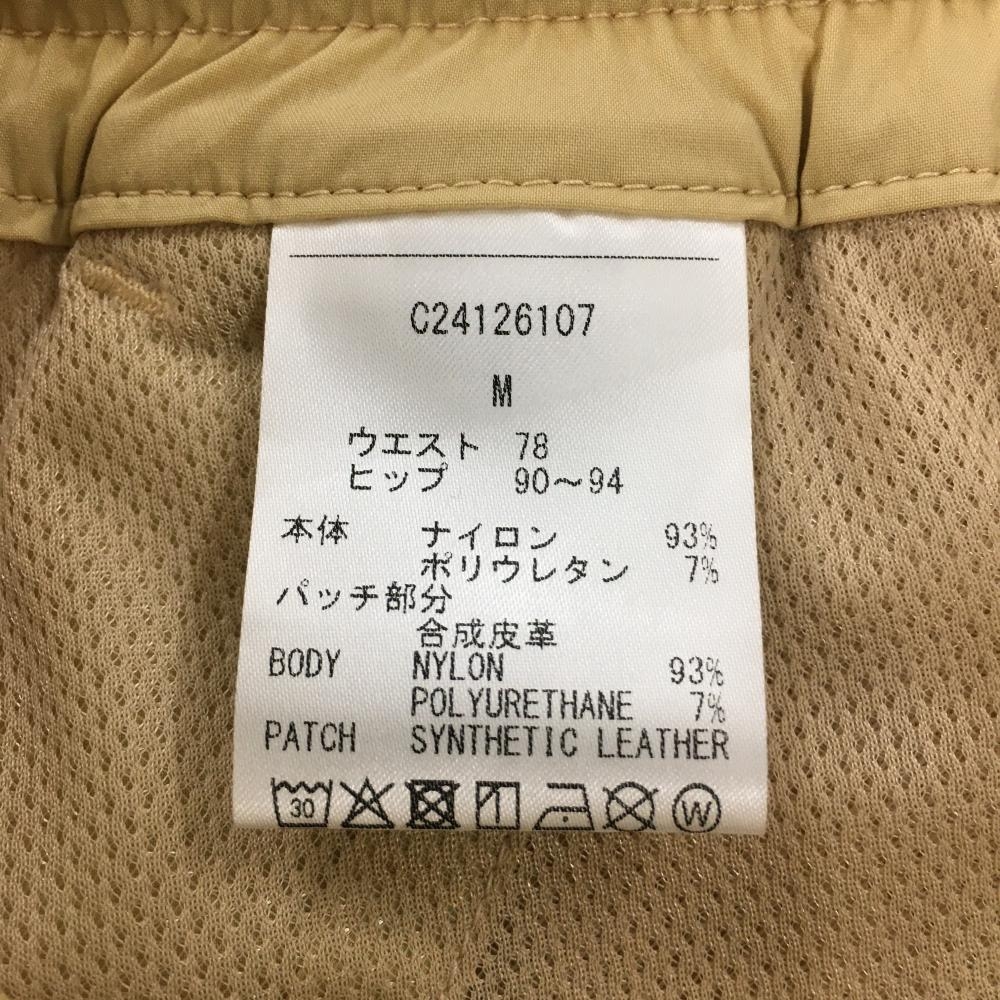 C24126107
M
ウエスト 78
ヒップ 90～94
本体 ナイロン 93%
ポリウレタン 7%
パッチ部分
合成皮革
BODY NYLON 93%
POLYURETHANE 7%
PATCH SYNTHETIC LEATHER
30 W